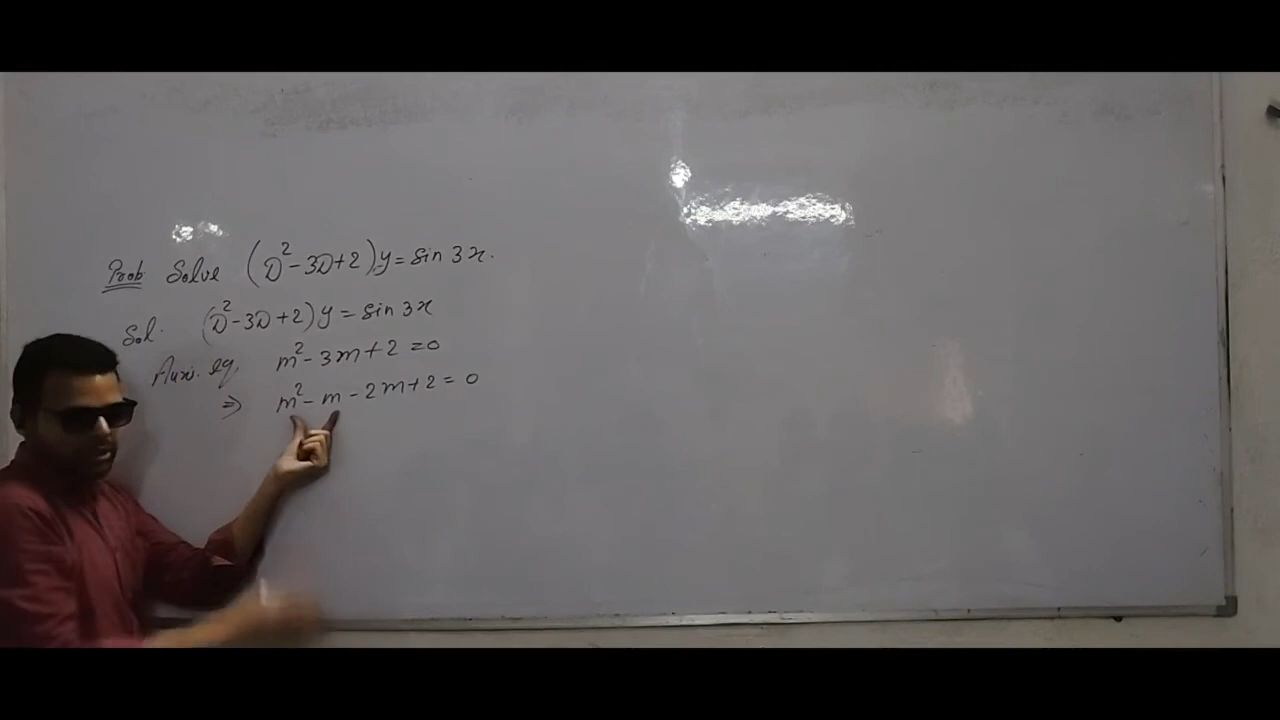 Prob. Solve (D²-3D+2)y = sin 3x.
Sol. (D²-3D+2)y = sin 3x
Auxi. eq. m²-3m+2=0
⇒ m²-m-2m+2=0